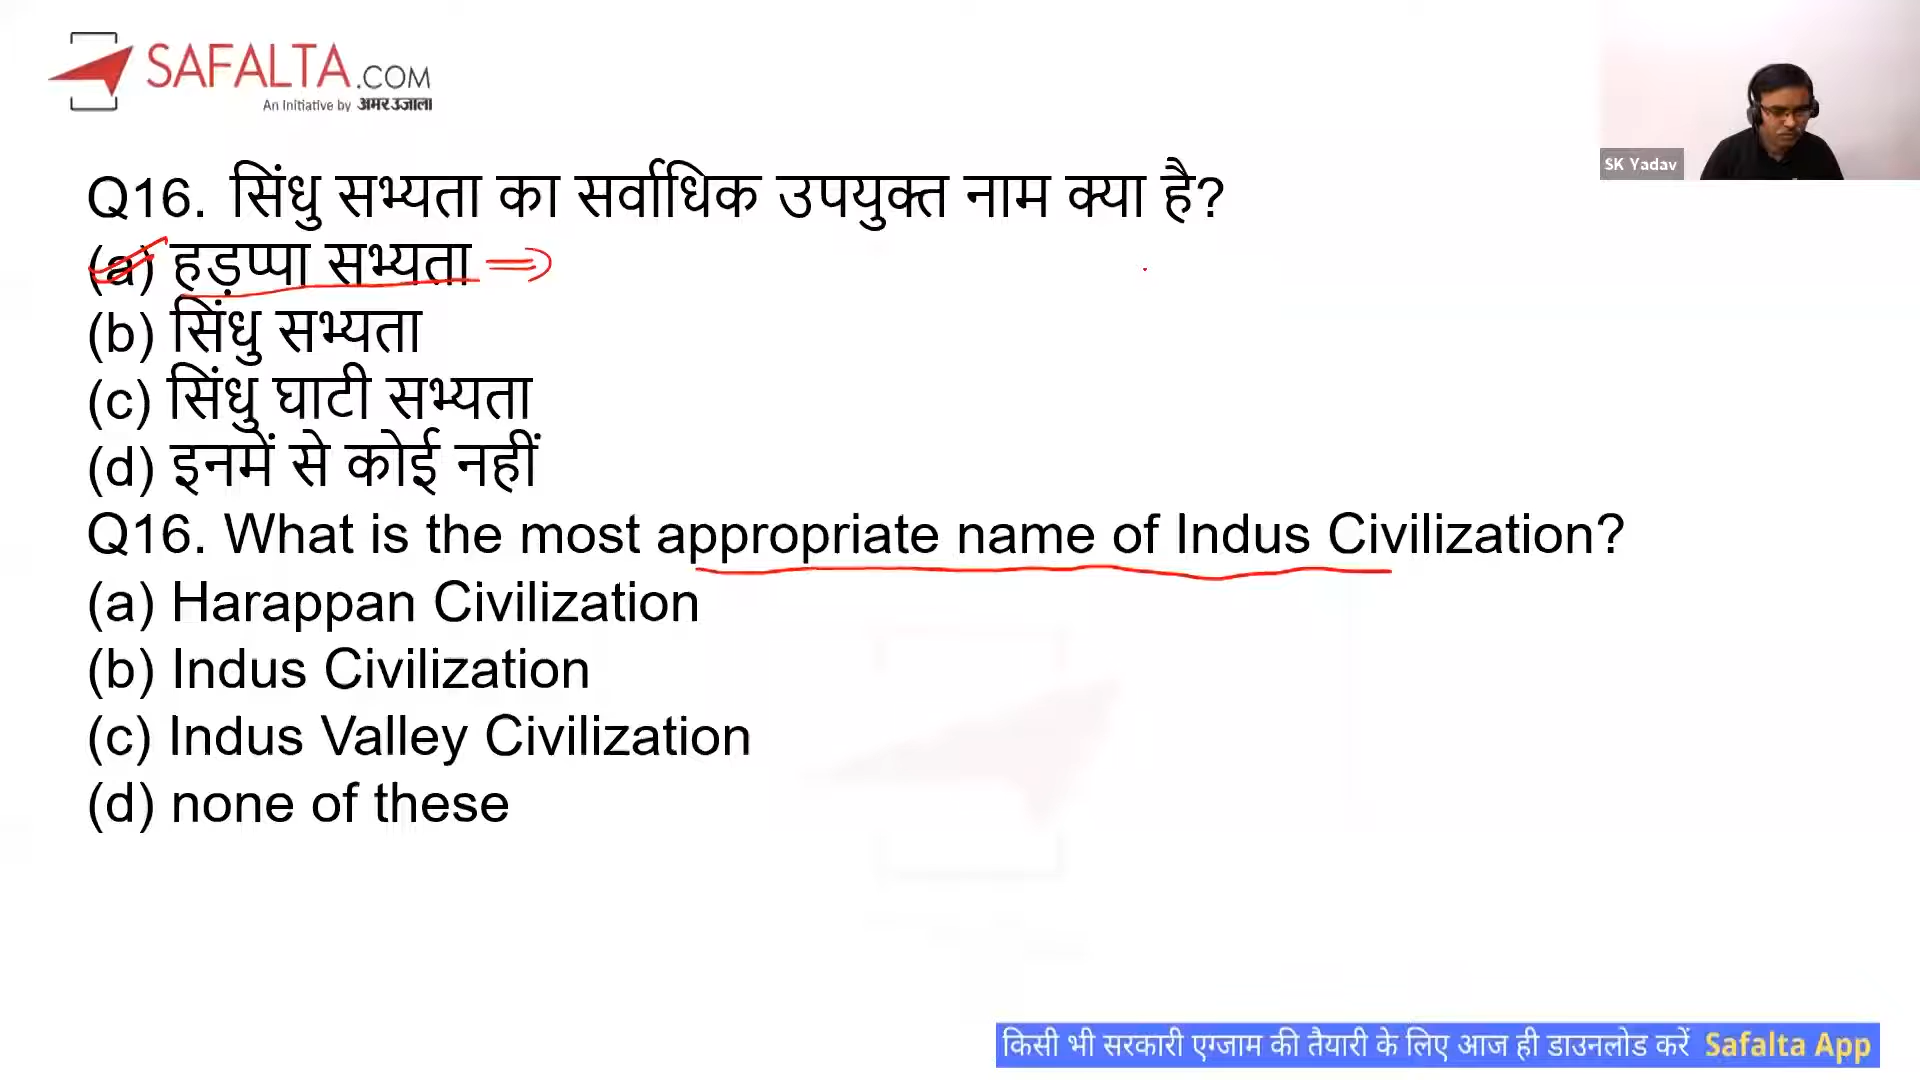 SAFALTA.COM
An Initiative by अमर उजाला
SK Yadav
Q16. सिंधु सभ्यता का सर्वाधिक उपयुक्त नाम क्या है?
(a) हड़प्पा सभ्यता
(b) सिंधु सभ्यता
(c) सिंधु घाटी सभ्यता
(d) इनमें से कोई नहीं
Q16. What is the most appropriate name of Indus Civilization?
(a) Harappan Civilization
(b) Indus Civilization
(c) Indus Valley Civilization
(d) none of these
किसी भी सरकारी एग्जाम की तैयारी के लिए आज ही डाउनलोड करें Safalta App